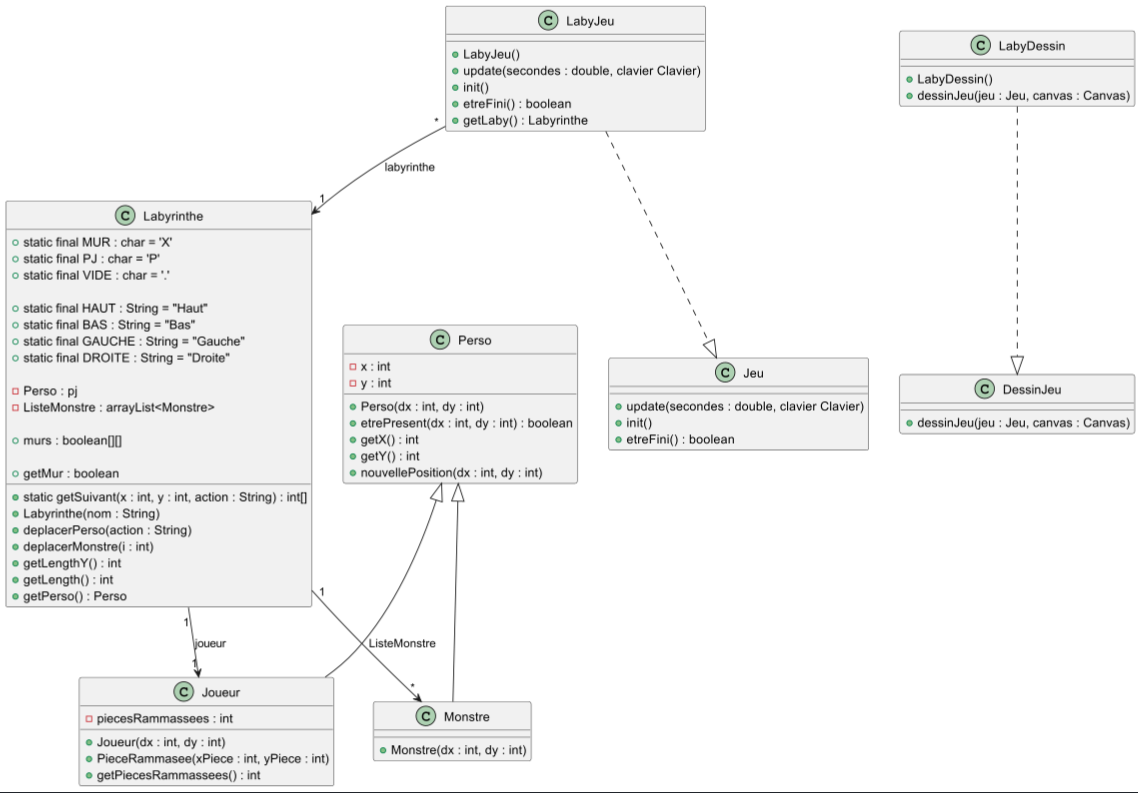 C LabyJeu
LabyJeu()
update(secondes : double, clavier Clavier)
init()
etreFini() : boolean
getLaby() : Labyrinthe
C LabyDessin
LabyDessin()
dessinJeu(jeu : Jeu, canvas : Canvas)
*
labyrinthe
1
C Labyrinthe
static final MUR : char = 'X'
static final PJ : char = 'P'
static final VIDE : char = '.'
static final HAUT : String = "Haut"
static final BAS : String = "Bas"
static final GAUCHE : String = "Gauche"
static final DROITE : String = "Droite"
Perso : pj
ListeMonstre : arrayList<Monstre>
murs : boolean[][]
getMur : boolean
static getSuivant(x : int, y : int, action : String) : int[]
Labyrinthe(nom : String)
deplacerPerso(action : String)
deplacerMonstre(i : int)
getLengthY() : int
getLength() : int
getPerso() : Perso
C Perso
x : int
y : int
Perso(dx : int, dy : int)
etrePresent(dx : int, dy : int) : boolean
getX() : int
getY() : int
nouvellePosition(dx : int, dy : int)
C Jeu
update(secondes : double, clavier Clavier)
init()
etreFini() : boolean
C DessinJeu
dessinJeu(jeu : Jeu, canvas : Canvas)
1
joueur
1
1
ListeMonstre
*
C Joueur
piecesRammassees : int
Joueur(dx : int, dy : int)
PieceRammasee(xPiece : int, yPiece : int)
getPiecesRammassees() : int
C Monstre
Monstre(dx : int, dy : int)